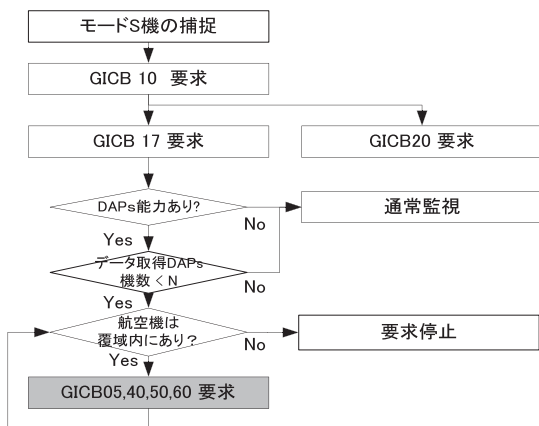 モードS機の捕捉
GICB 10 要求
GICB 17 要求
GICB20 要求
DAPs能力あり?
No
通常監視
Yes
データ取得DAPs
機数 < N
No
Yes
航空機は
覆域内にあり?
No
要求停止
Yes
GICB05,40,50,60 要求